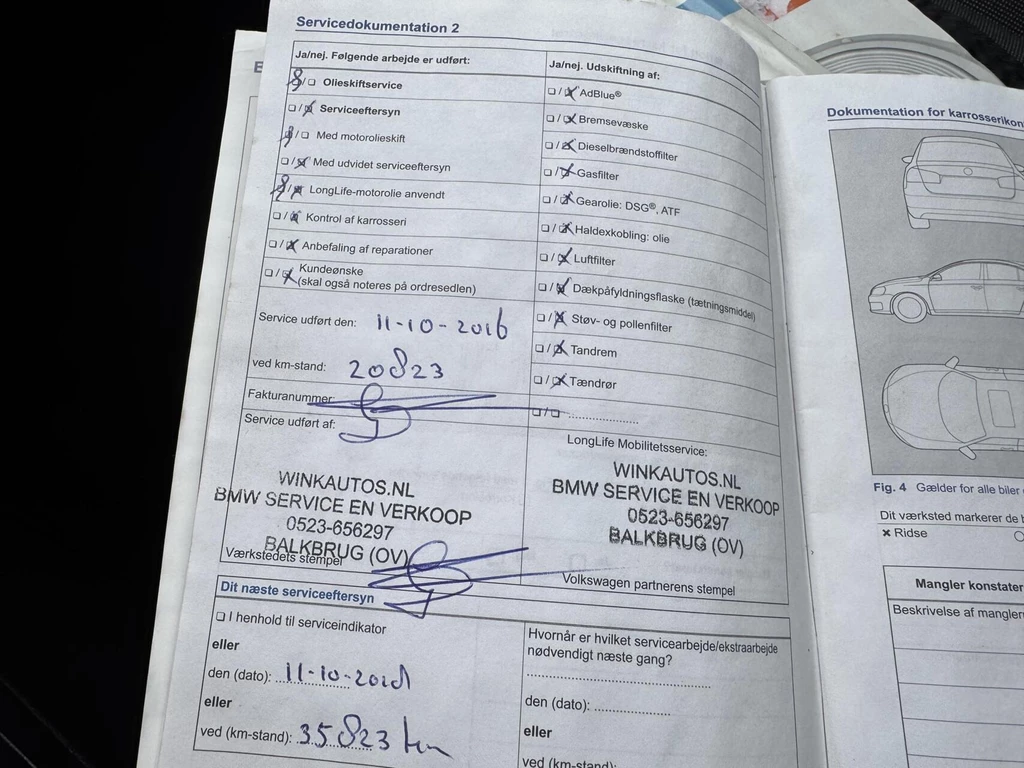 Servicedokumentation 2
Ja/nej. Følgende arbejde er udført:
Olieskiftservice
Serviceeftersyn
Med motorolieskift
Med udvidet serviceeftersyn
LongLife-motorolie anvendt
Kontrol af karrosseri
Anbefaling af reparationer
Kundeønske
(skal også noteres på ordresedlen)
Service udført den: 11-10-2016
ved km-stand: 20823
Fakturanummer:
Service udført af:
WINKAUTOS.NL
BMW SERVICE EN VERKOOP
0523-656297
BALKBRUG (OV)
Værkstedets stempel
Ja/nej. Udskiftning af:
AdBlue®
Bremsevæske
Dieselbrændstoffilter
Gasfilter
Gearolie: DSG®, ATF
Haldexkobling: olie
Luftfilter
Dækpåfyldningsflaske (tætningsmiddel)
Støv- og pollenfilter
Tandrem
Tændrør
LongLife Mobilitetsservice:
WINKAUTOS.NL
BMW SERVICE EN VERKOOP
0523-656297
BALKBRUG (OV)
Volkswagen partnerens stempel
Dit næste serviceeftersyn
I henhold til serviceindikator
eller
den (dato): 11-10-201
eller
ved (km-stand): 35823 km
Hvornår er hvilket servicearbejde/ekstraarbejde
nødvendigt næste gang?
den (dato):
eller
ved (km-stand):
Dokumentation for karrosserikon
Fig. 4 Gælder for alle biler
Dit værksted markerer de
× Ridse
Mangler konstater
Beskrivelse af mangler